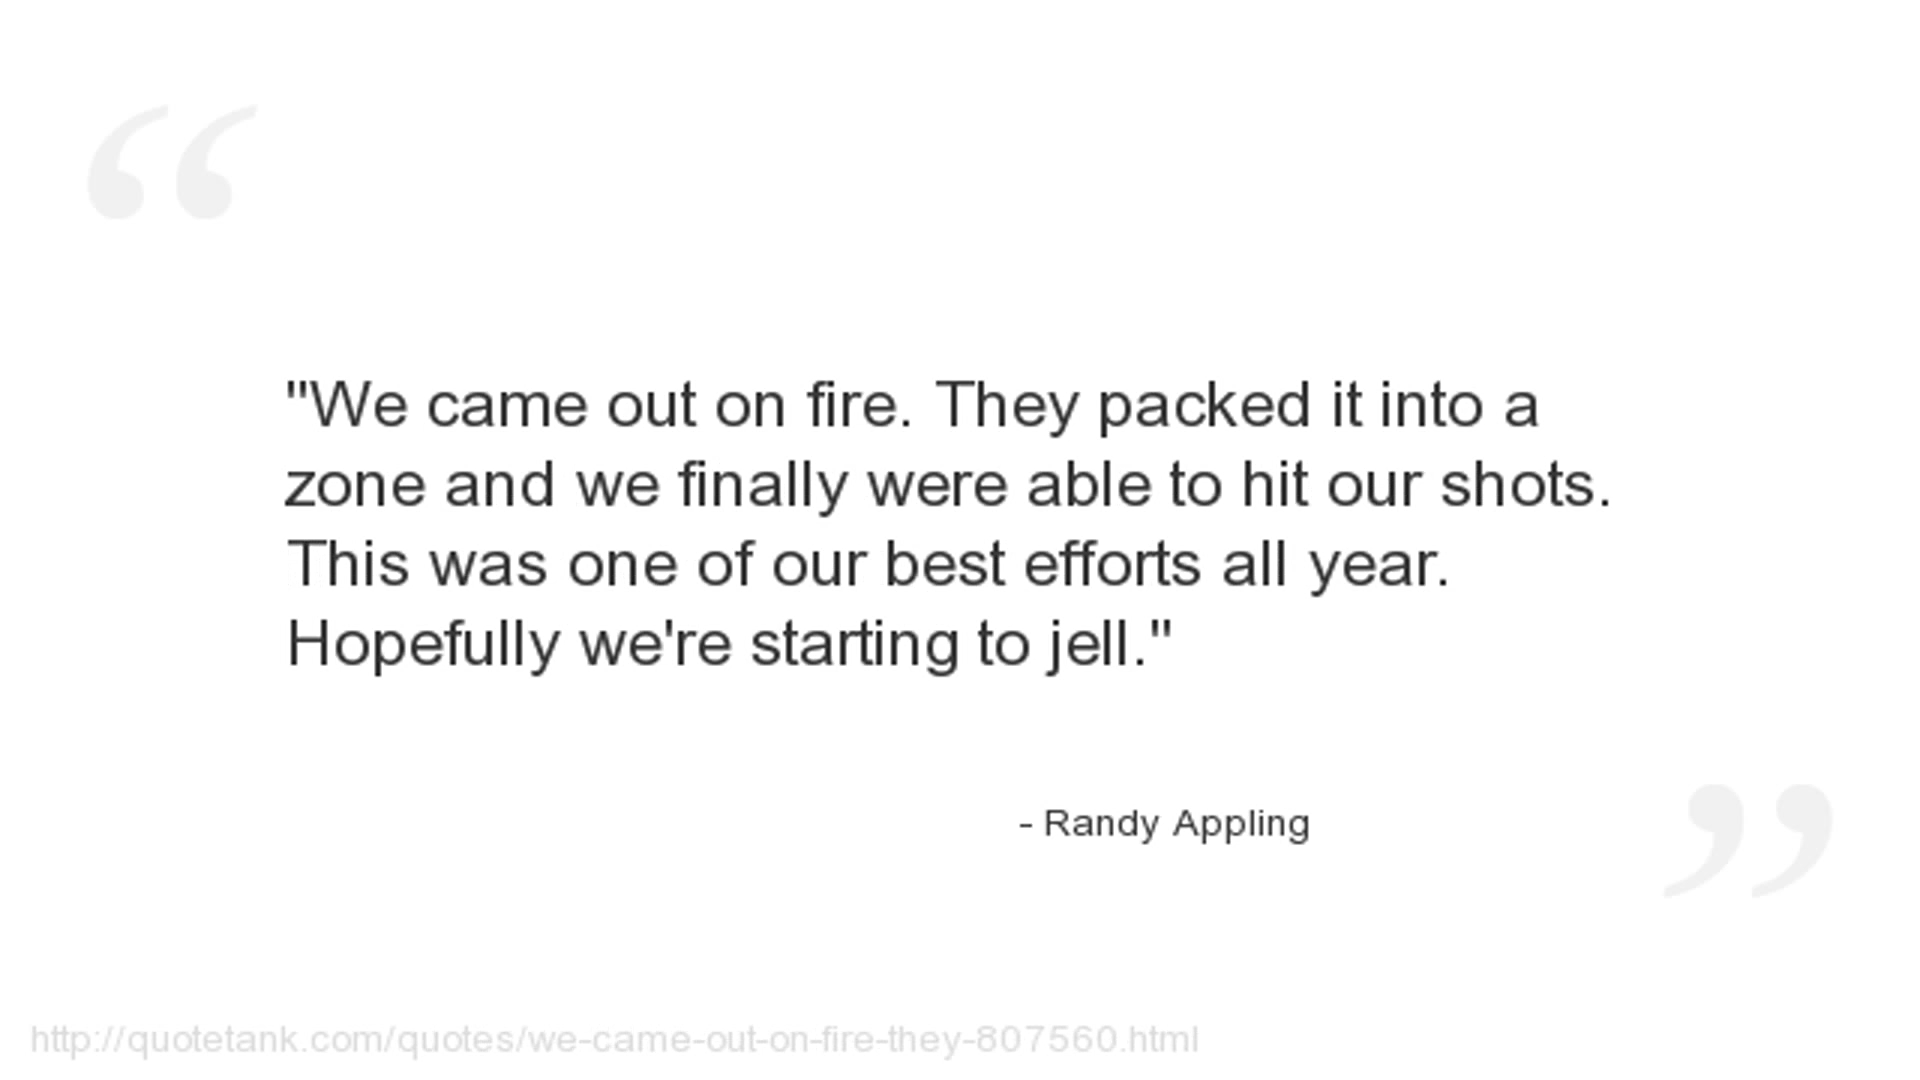 "We came out on fire. They packed it into a
zone and we finally were able to hit our shots.
This was one of our best efforts all year.
Hopefully we're starting to jell."
- Randy Appling
http://quotetank.com/quotes/we-came-out-on-fire-they-807560.html